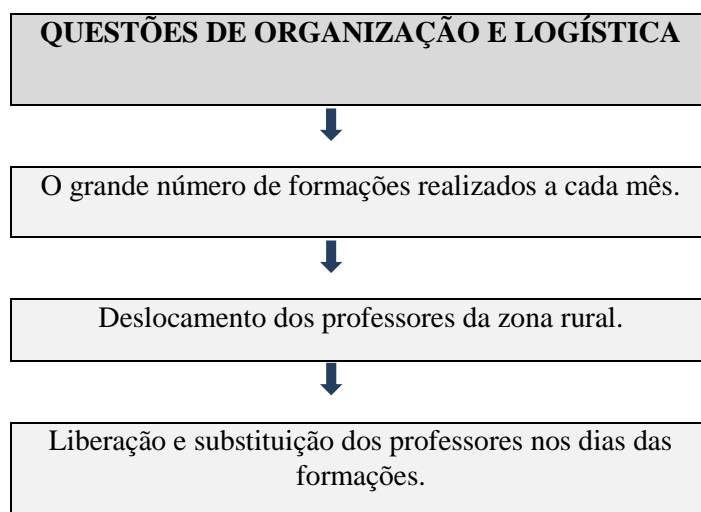 QUESTÕES DE ORGANIZAÇÃO E LOGÍSTICA
O grande número de formações realizados a cada mês.
Deslocamento dos professores da zona rural.
Liberação e substituição dos professores nos dias das
formações.